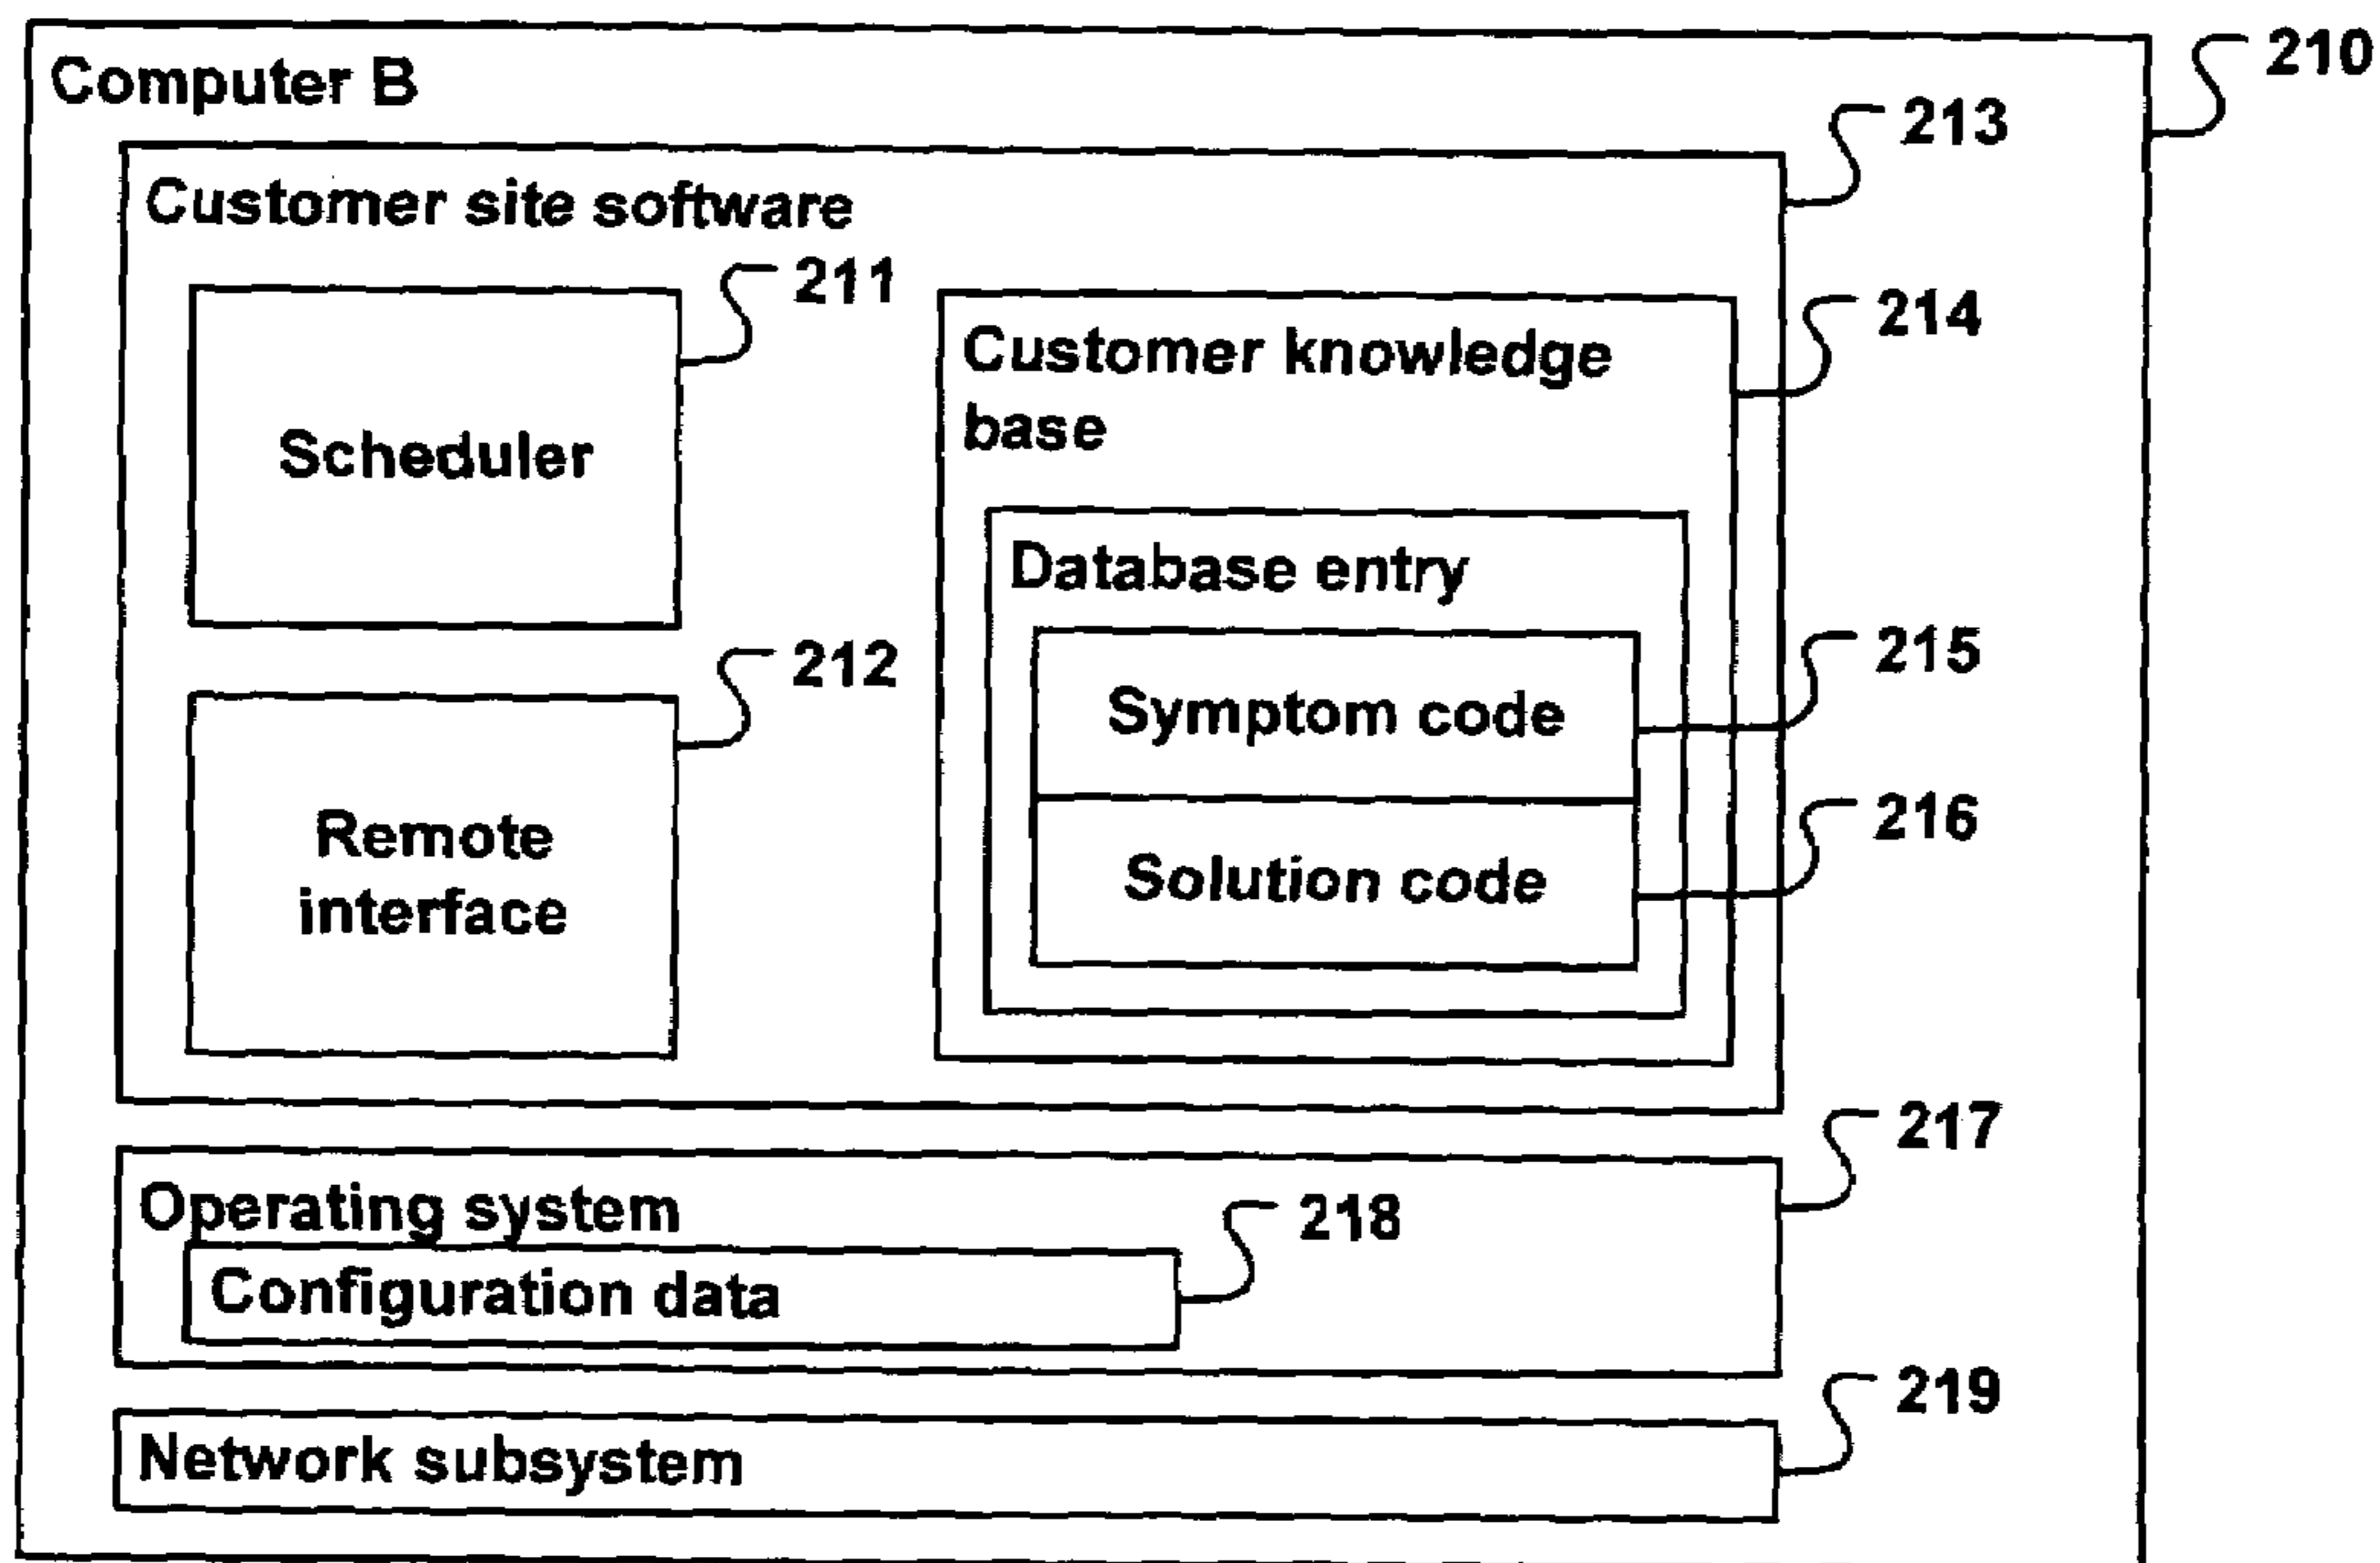 Computer B
210
213
Customer site software
211
214
Scheduler
Customer knowledge
base
Database entry
212
215
Symptom code
Remote
interface
216
Solution code
217
Operating system
218
Configuration data
219
Network subsystem